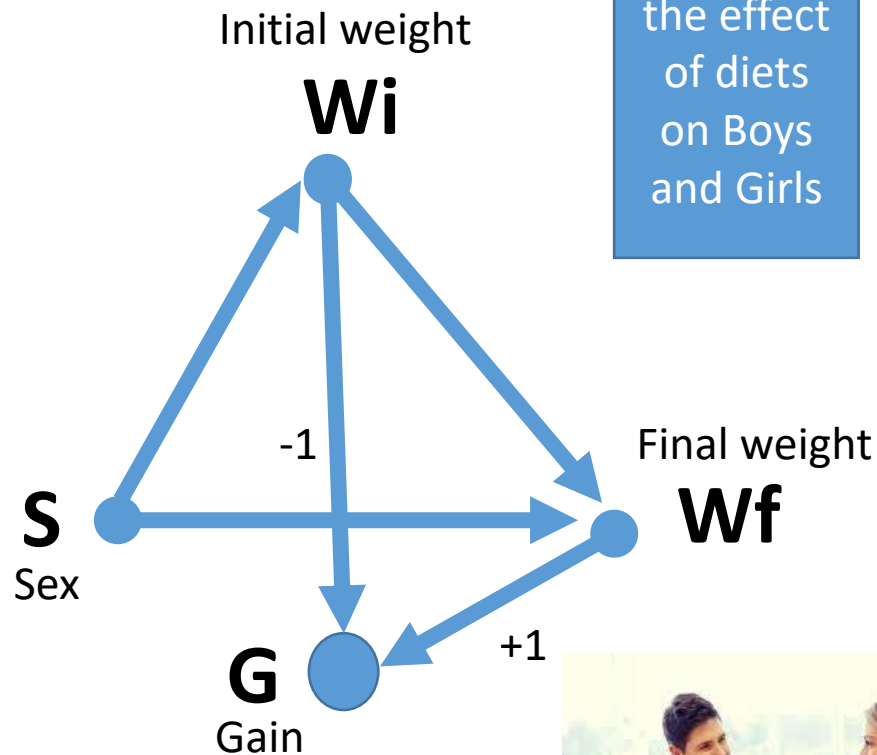 Initial weight
Wi
the effect
of diets
on Boys
and Girls
-1
Final weight
Wf
S
Sex
+1
G
Gain